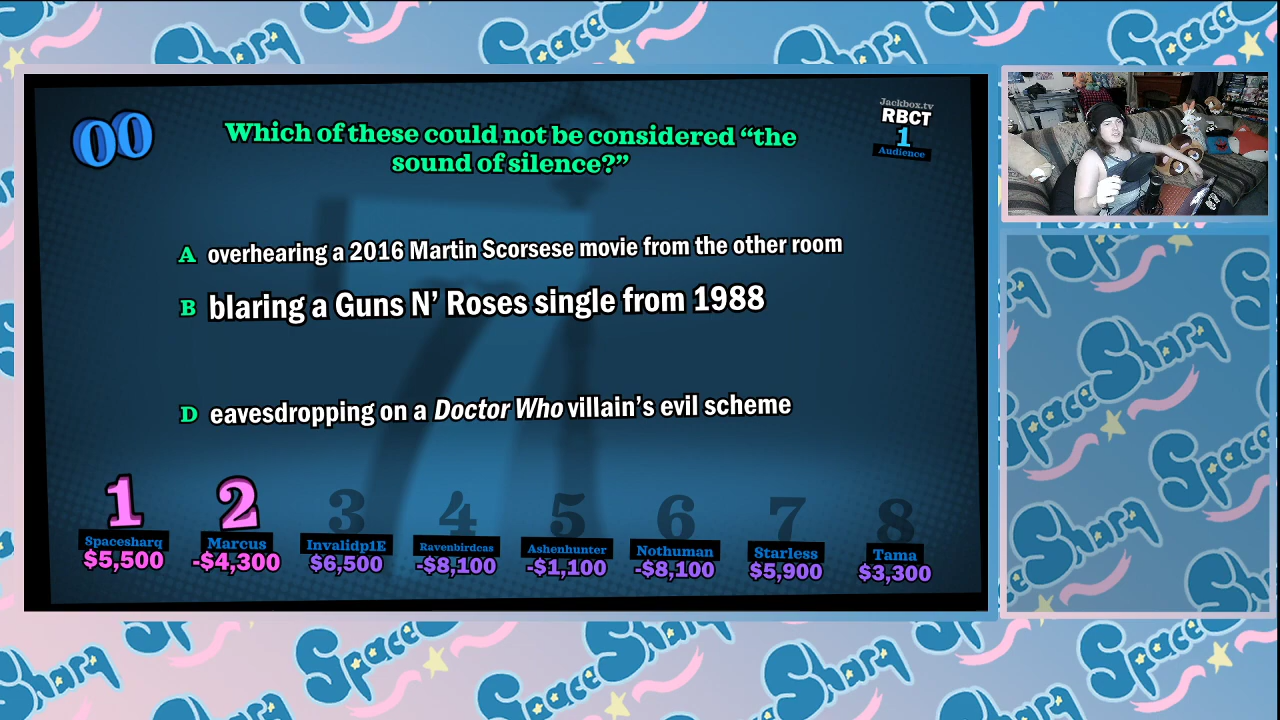 Space Sharq
00
Which of these could not be considered “the
sound of silence?”
Jackbox.tv
RBCT
1
Audience
A overhearing a 2016 Martin Scorsese movie from the other room
B blaring a Guns N’ Roses single from 1988
D eavesdropping on a Doctor Who villain’s evil scheme
1 2 3 4 5 6 7 8
Spacesharq Marcus Invalidp1E Ravenbirdcas Ashenhunter Nothuman Starless Tama
$5,500 -$4,300 $6,500 -$8,100 -$1,100 -$8,100 $5,900 $3,300